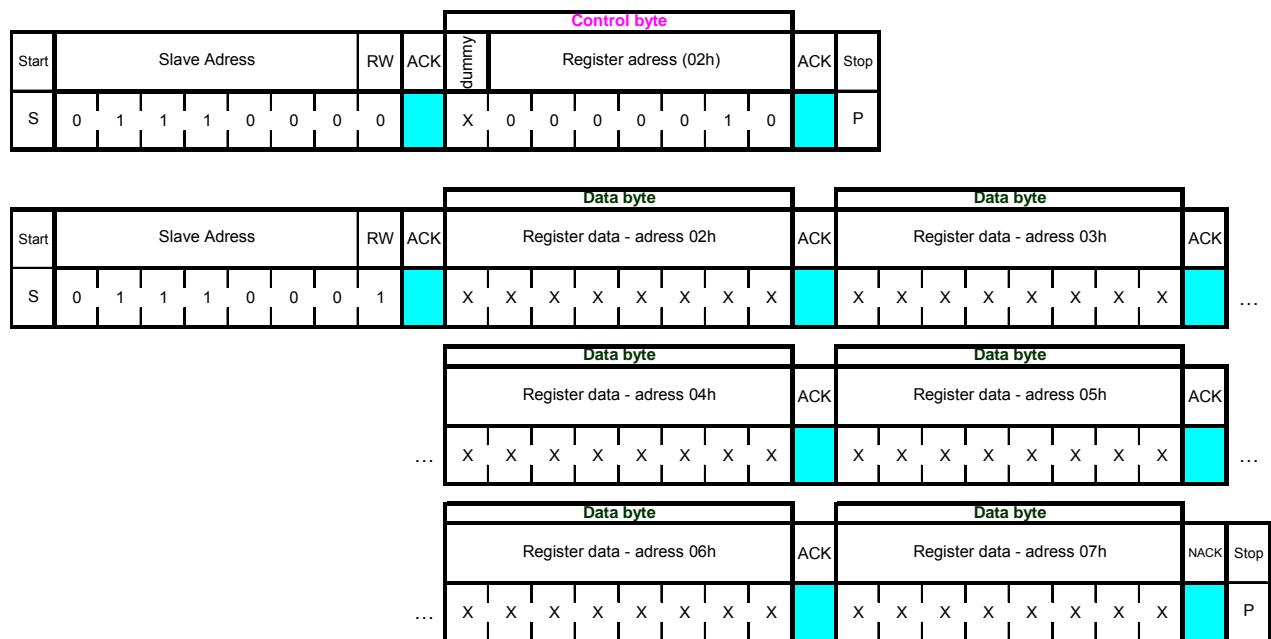 Control byte
Start Slave Adress RW ACK dummy Register adress (02h) ACK Stop
S 0 1 1 1 0 0 0 0 X 0 0 0 0 0 1 0 P
Data byte Data byte
Start Slave Adress RW ACK Register data - adress 02h ACK Register data - adress 03h ACK
S 0 1 1 1 0 0 0 1 X X X X X X X X X X X X X X X X …
Data byte Data byte
Register data - adress 04h ACK Register data - adress 05h ACK
… X X X X X X X X X X X X X X X X …
Data byte Data byte
Register data - adress 06h ACK Register data - adress 07h NACK Stop
… X X X X X X X X X X X X X X X X P